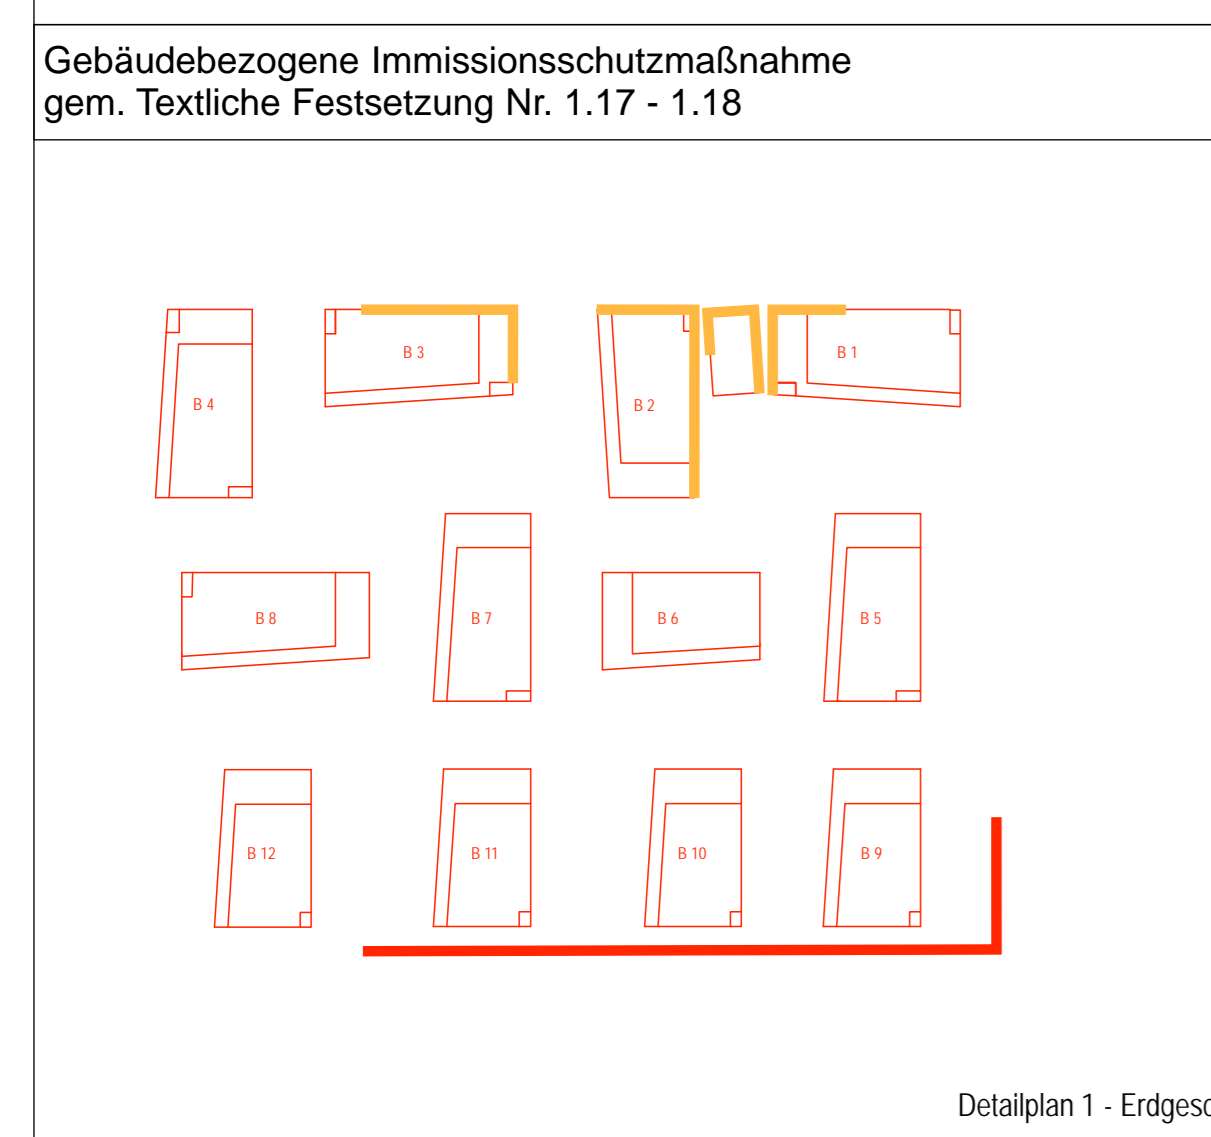 Gebäudebezogene Immissionsschutzmaßnahme
gem. Textliche Festsetzung Nr. 1.17 - 1.18
B 3
B 1
B 4
B 2
B 8
B 7
B 6
B 5
B 12
B 11
B 10
B 9
Detailplan 1 - Erdgesc